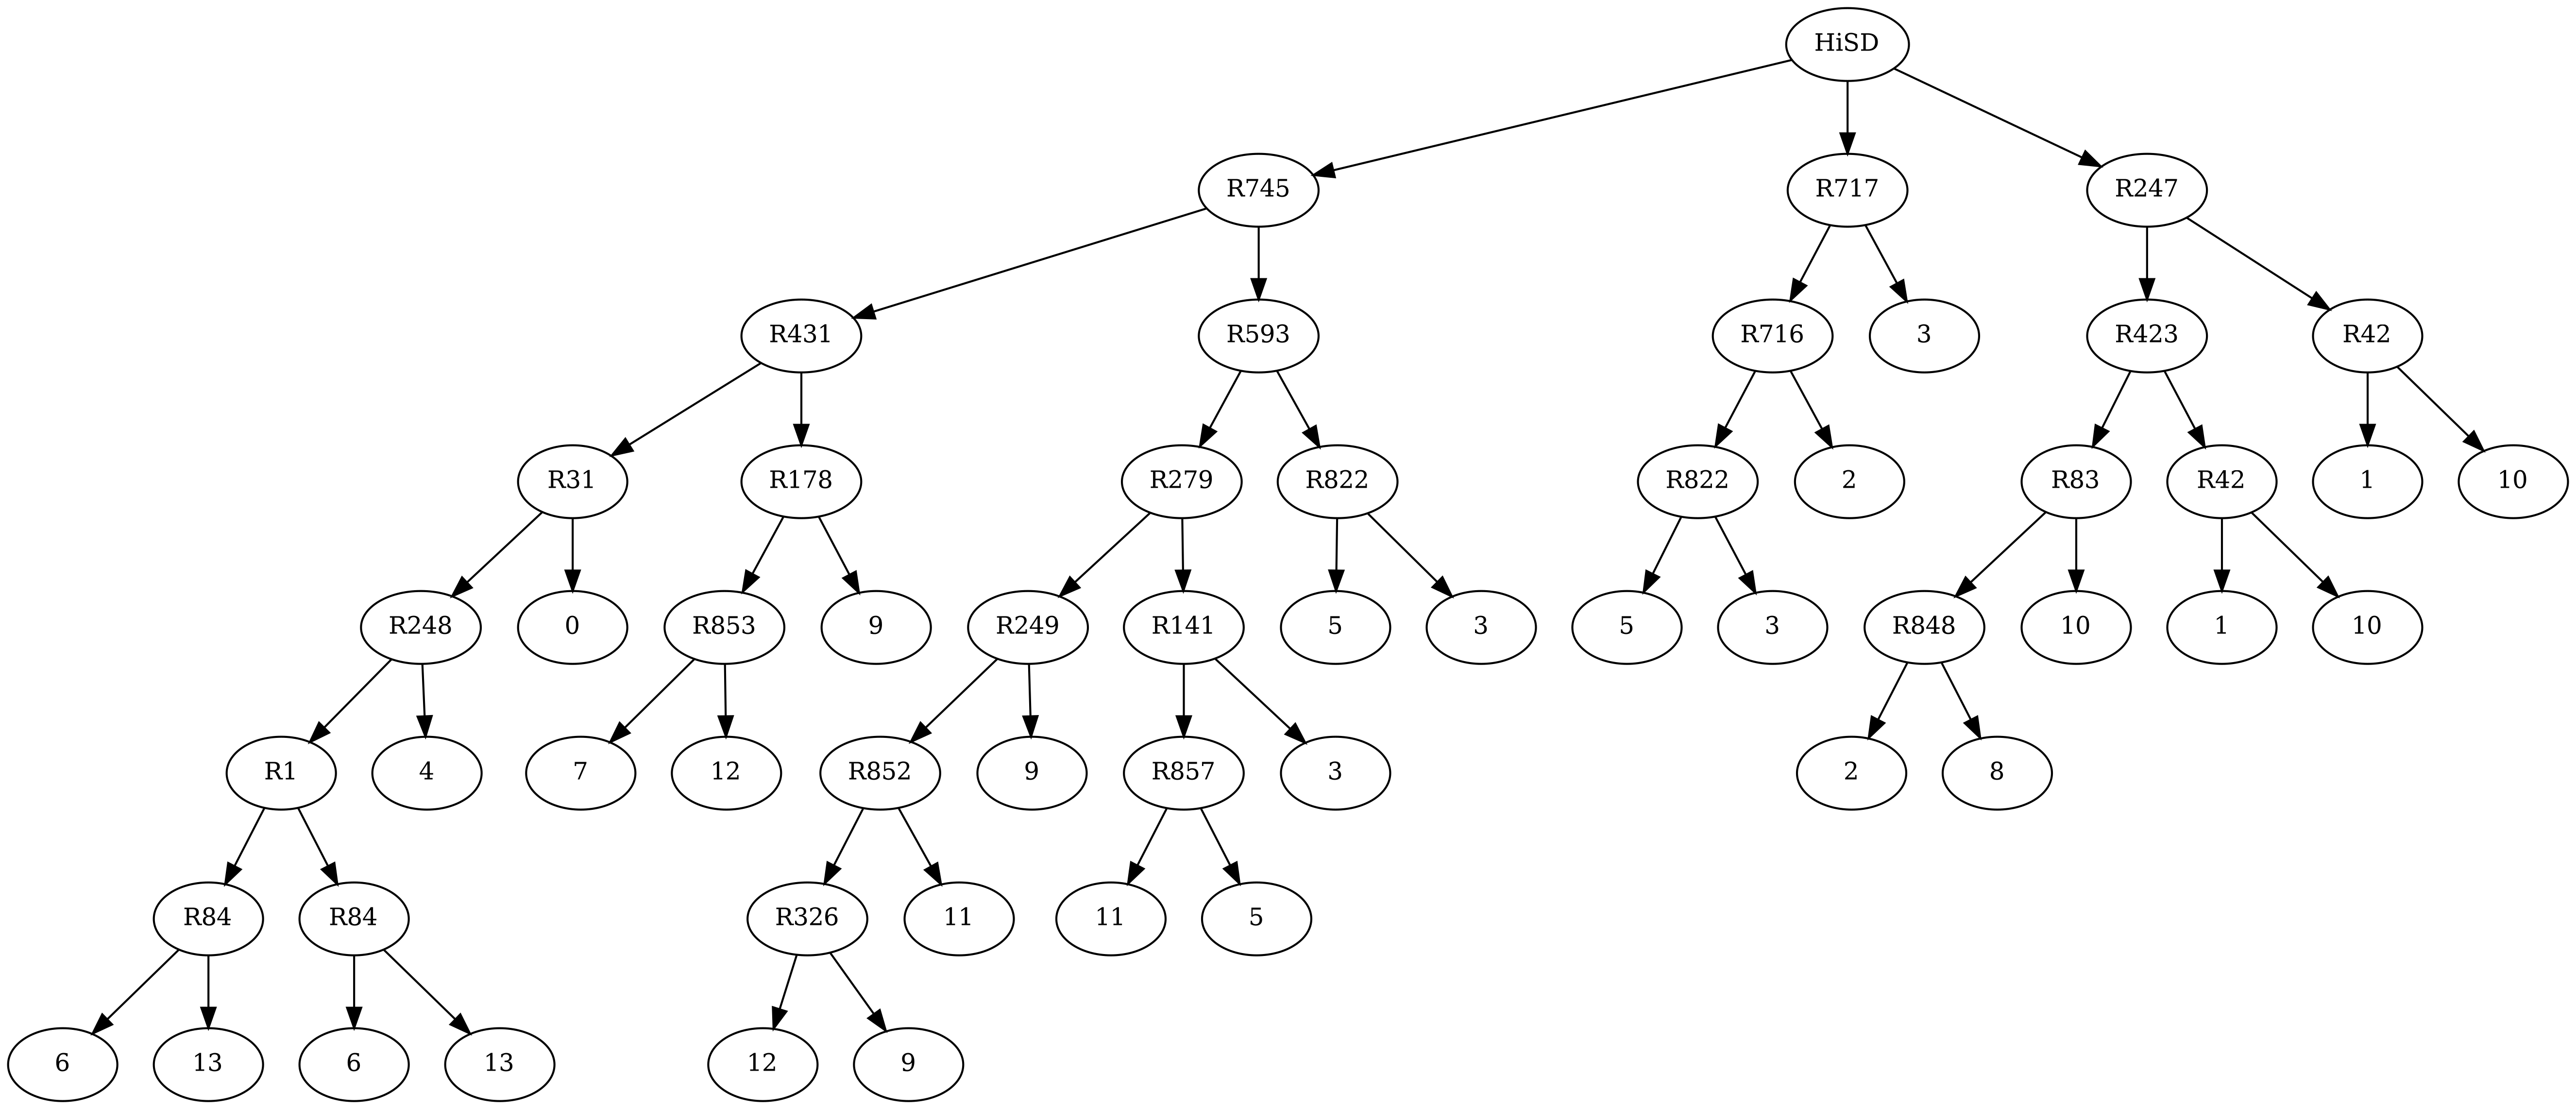 HiSD
R745 R717 R247
R431 R593 R716 3 R423 R42
R31 R178 R279 R822 R822 2 R83 R42 1 10
R248 0 R853 9 R249 R141 5 3 5 3 R848 10 1 10
R1 4 7 12 R852 9 R857 3 2 8
R84 R84 R326 11 11 5
6 13 6 13 12 9